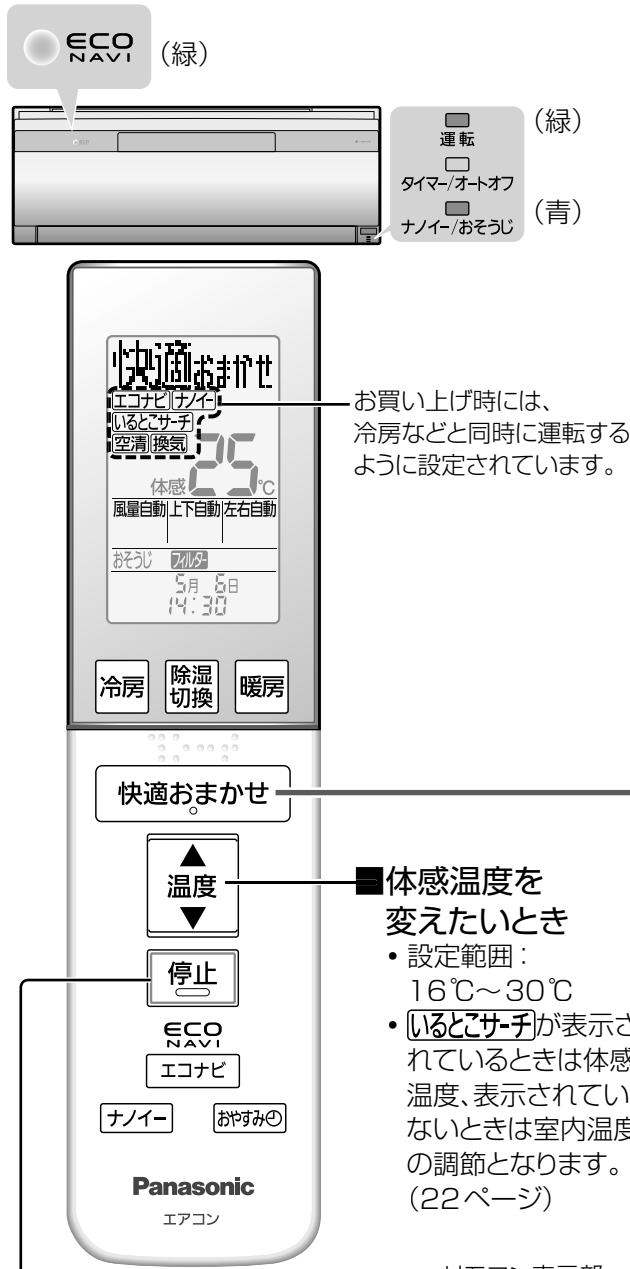 ECO
NAVI
（緑）
運転
（緑）
タイマー/オートオフ
ナノイー/おそうじ
（青）
快適おまかせ
エコナビ ナノイー
いるとこサーチ
空清 換気
体感 25℃
風量自動 上下自動 左右自動
おそうじ フィルター
5月 6日
14:30
お買い上げ時には、
冷房などと同時に運転する
ように設定されています。
冷房
除湿
切換
暖房
快適おまかせ
▲
温度
▼
停止
ECO
NAVI
エコナビ
ナノイー
おやすみ
Panasonic
エアコン
■体感温度を
変えたいとき
• 設定範囲：
16℃～30℃
• いるとこサーチが表示さ
れているときは体感
温度、表示されてい
ないときは室内温度
の調節となります。
（22ページ）